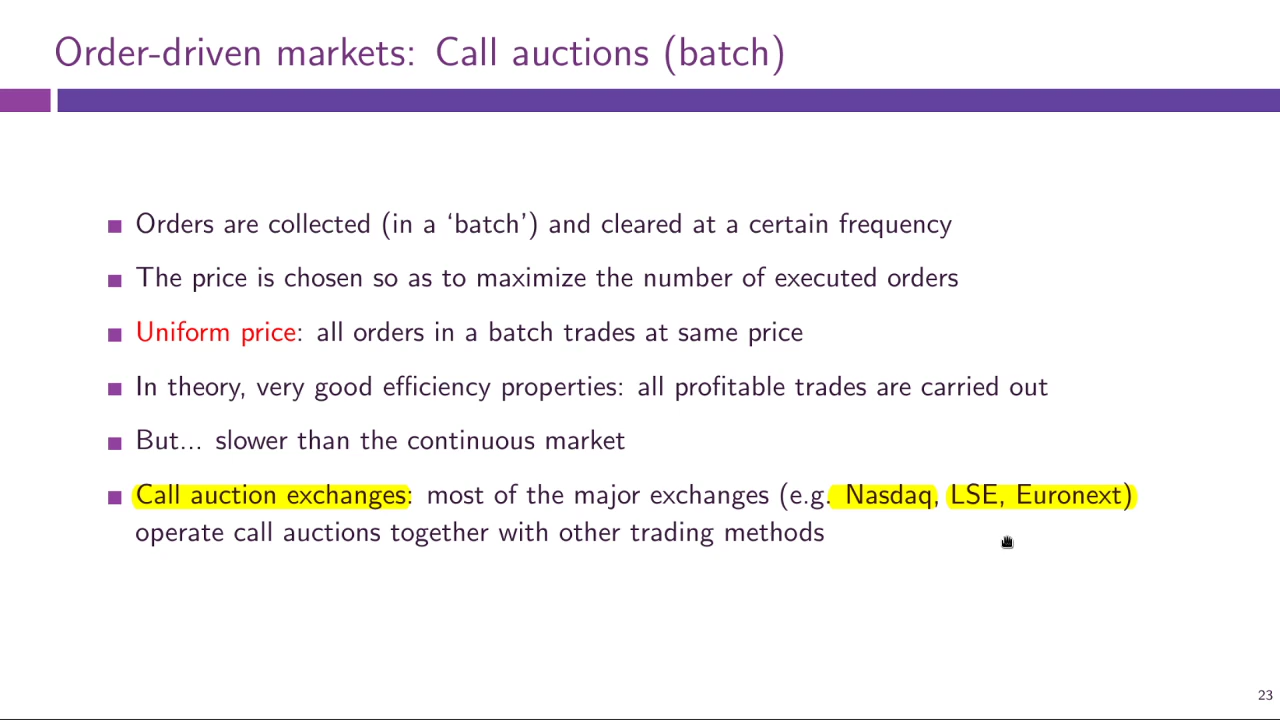 Order-driven markets: Call auctions (batch)
Orders are collected (in a ‘batch’) and cleared at a certain frequency
The price is chosen so as to maximize the number of executed orders
Uniform price: all orders in a batch trades at same price
In theory, very good efficiency properties: all profitable trades are carried out
But... slower than the continuous market
Call auction exchanges: most of the major exchanges (e.g. Nasdaq, LSE, Euronext)
operate call auctions together with other trading methods
23